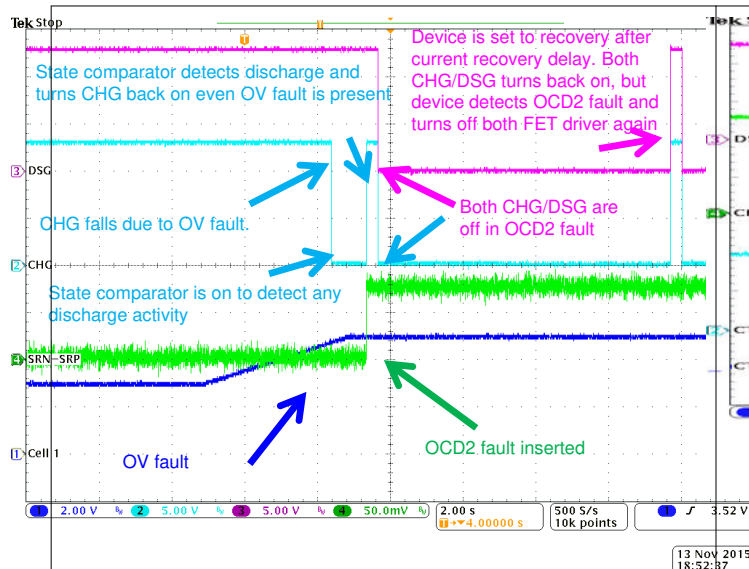 Tek Stop
Tek S
Device is set to recovery after
current recovery delay. Both
CHG/DSG turns back on, but
device detects OCD2 fault and
turns off both FET driver again
State comparator detects discharge and
turns CHG back on even OV fault is present
3 DSG
3 D
CHG falls due to OV fault.
Both CHG/DSG are
off in OCD2 fault
2 CHG
State comparator is on to detect any
discharge activity
2
4 SRN-SRP
1 Cell 1
OV fault
OCD2 fault inserted
1 2.00 V 2 5.00 V 3 5.00 V 4 50.0mV
2.00 s
T→▼4.00000 s
500 S/s
10k points
1 3.52 V
13 Nov 2015
18:52:37